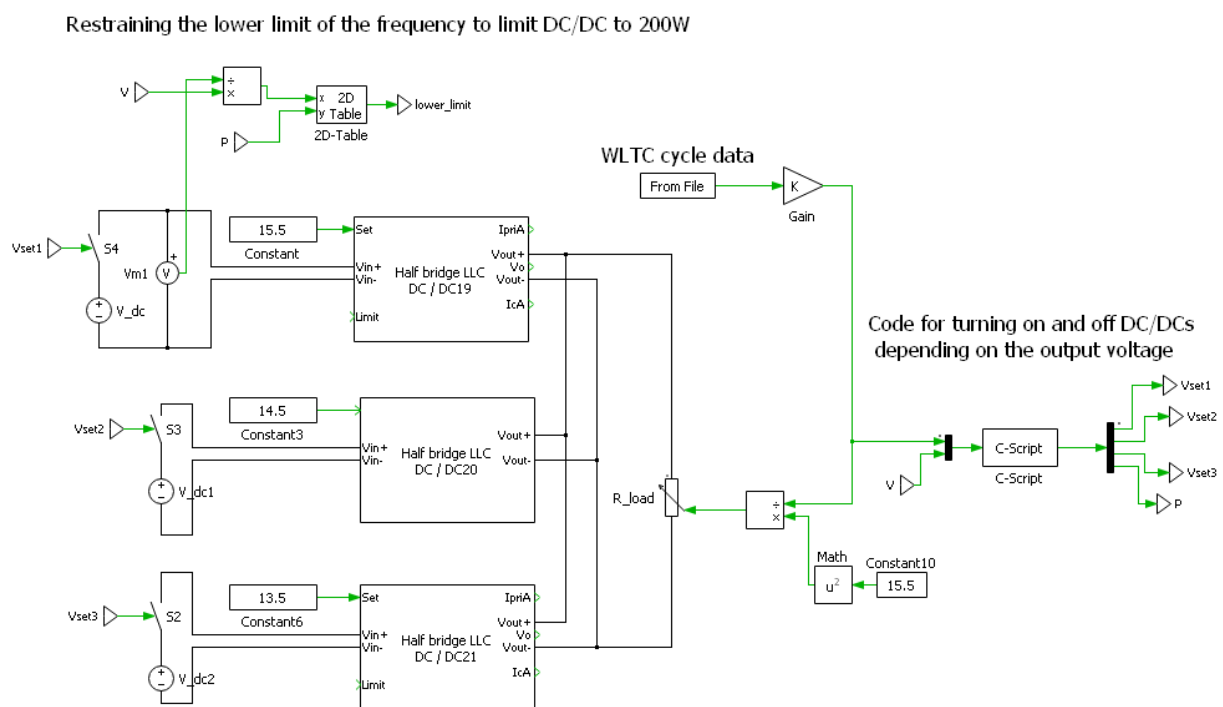 Restraining the lower limit of the frequency to limit DC/DC to 200W
V
÷
×
x
y
2D
Table
2D-Table
lower_limit
P
WLTC cycle data
From File
K
Gain
Vset1
S4
Vm1
V
+
V_dc
15.5
Constant
Set
Vin+
Vin-
Limit
Half bridge LLC
DC / DC19
IpriA
Vout+
Vo
Vout-
IcA
Code for turning on and off DC/DCs
depending on the output voltage
Vset1
Vset2
Vset3
P
C-Script
C-Script
V
Vset2
S3
V_dc1
14.5
Constant3
Vin+
Vin-
Half bridge LLC
DC / DC20
Vout+
Vout-
R_load
÷
×
Math
u²
Constant10
15.5
Vset3
S2
V_dc2
13.5
Constant6
Set
Vin+
Vin-
Limit
Half bridge LLC
DC / DC21
IpriA
Vout+
Vo
Vout-
IcA